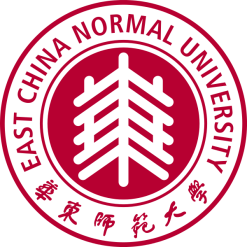 EAST CHINA NORMAL UNIVERSITY
華東師範大學